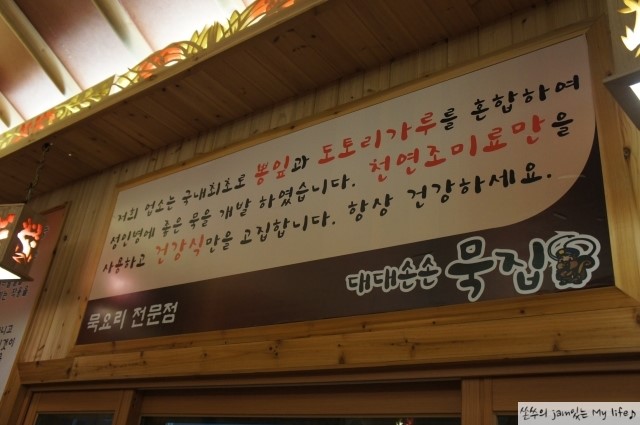 저희 업소는 국내최초로 뽕잎과 도토리가루를 혼합하여
성인병에 좋은 묵을 개발 하였습니다. 천연조미료만을
사용하고 건강식만을 고집합니다. 항상 건강하세요.
대대손손 묵집
묵요리 전문점
쏘쑤의 jain있는 My life♪